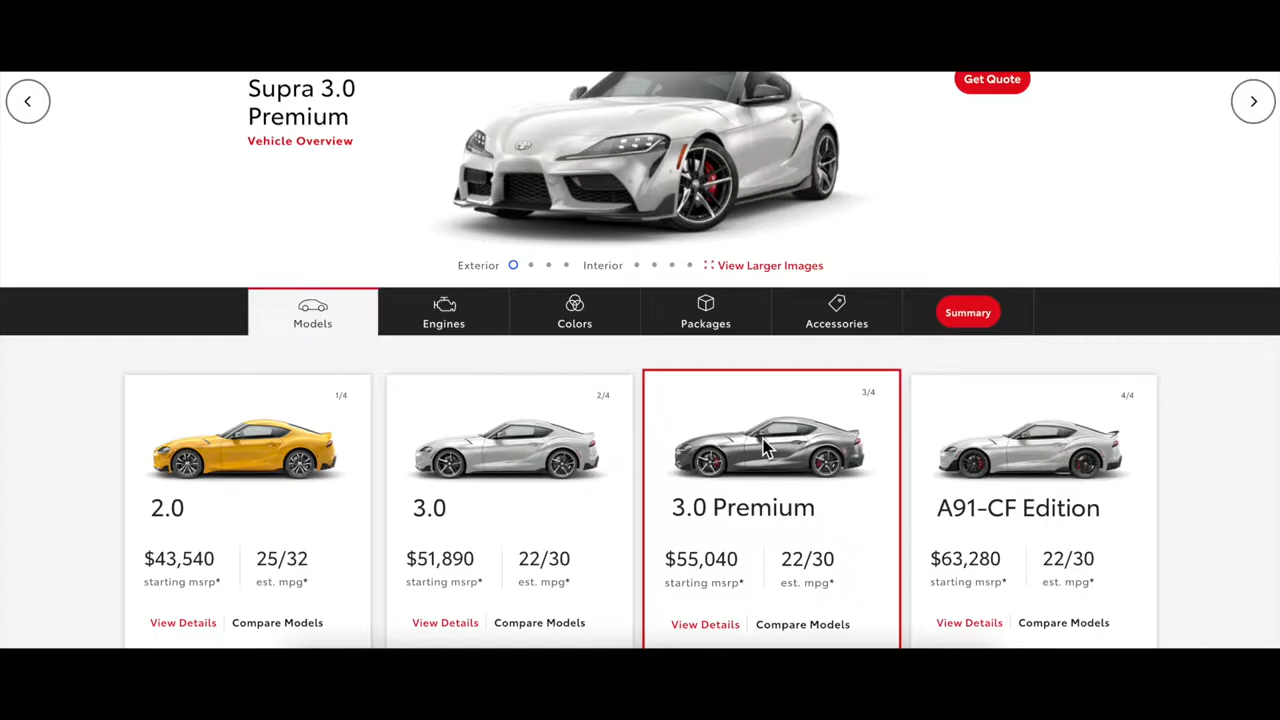 Supra 3.0
Premium
Vehicle Overview
Get Quote
Exterior
Interior
View Larger Images
Models
Engines
Colors
Packages
Accessories
Summary
1/4
2.0
$43,540
starting msrp*
25/32
est. mpg*
View Details
Compare Models
2/4
3.0
$51,890
starting msrp*
22/30
est. mpg*
View Details
Compare Models
3/4
3.0 Premium
$55,040
starting msrp*
22/30
est. mpg*
View Details
Compare Models
4/4
A91-CF Edition
$63,280
starting msrp*
22/30
est. mpg*
View Details
Compare Models